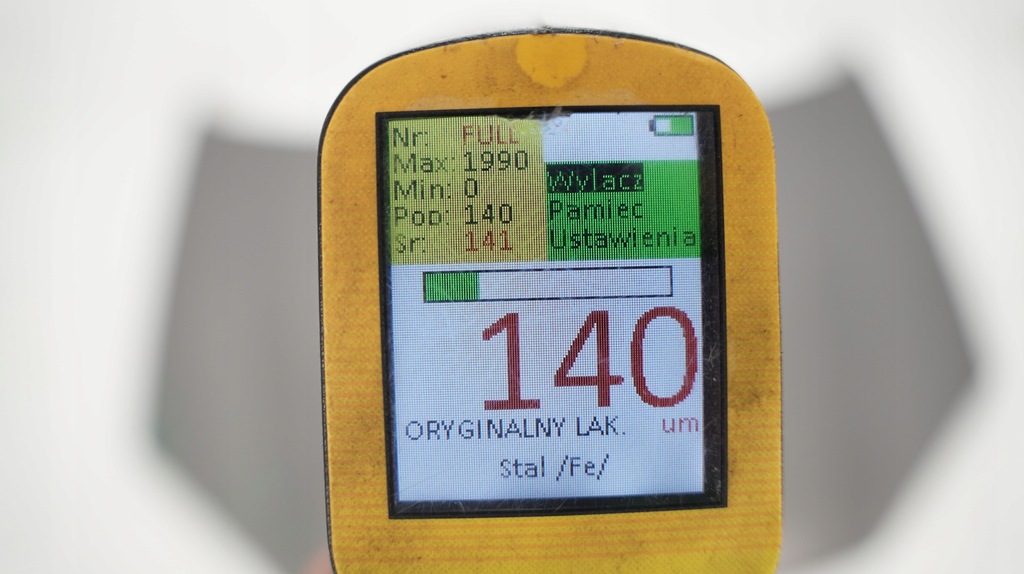 Nr: FULL
Max: 1990
Min: 0
Pop: 140
Sr: 141
Wylacz
Pamiec
Ustawienia
140
ORYGINALNY LAK. um
Stal /Fe/